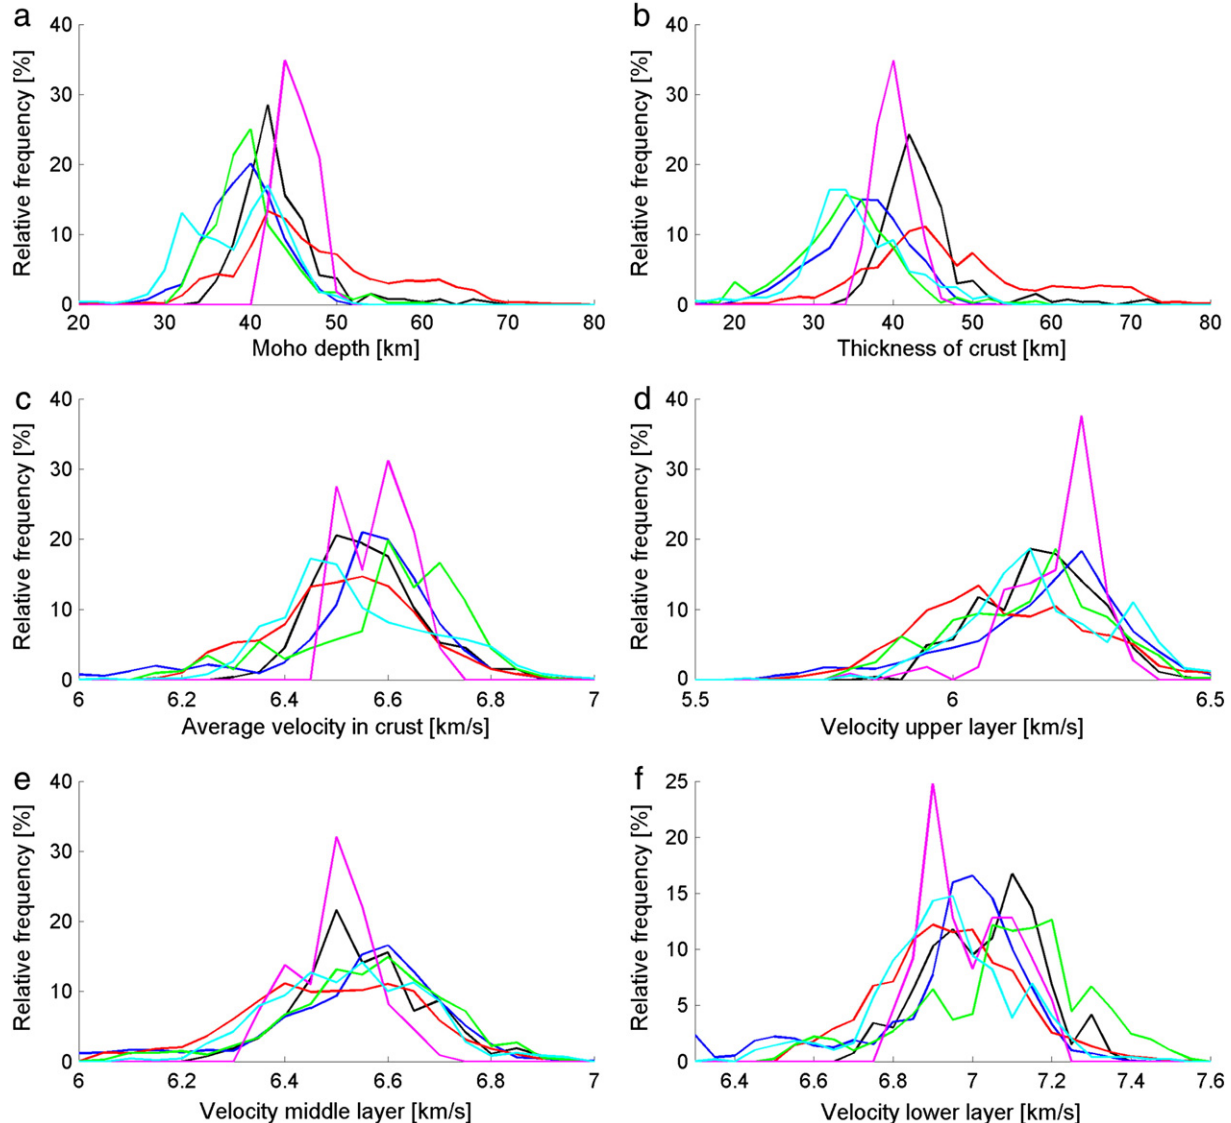 a
40
30
20
10
0
Relative frequency [%]
20 30 40 50 60 70 80
Moho depth [km]
b
40
30
20
10
0
Relative frequency [%]
20 30 40 50 60 70 80
Thickness of crust [km]
c
40
30
20
10
0
Relative frequency [%]
6 6.2 6.4 6.6 6.8 7
Average velocity in crust [km/s]
d
40
30
20
10
0
Relative frequency [%]
5.5 6 6.5
Velocity upper layer [km/s]
e
40
30
20
10
0
Relative frequency [%]
6 6.2 6.4 6.6 6.8 7
Velocity middle layer [km/s]
f
25
20
15
10
5
0
Relative frequency [%]
6.4 6.6 6.8 7 7.2 7.4 7.6
Velocity lower layer [km/s]